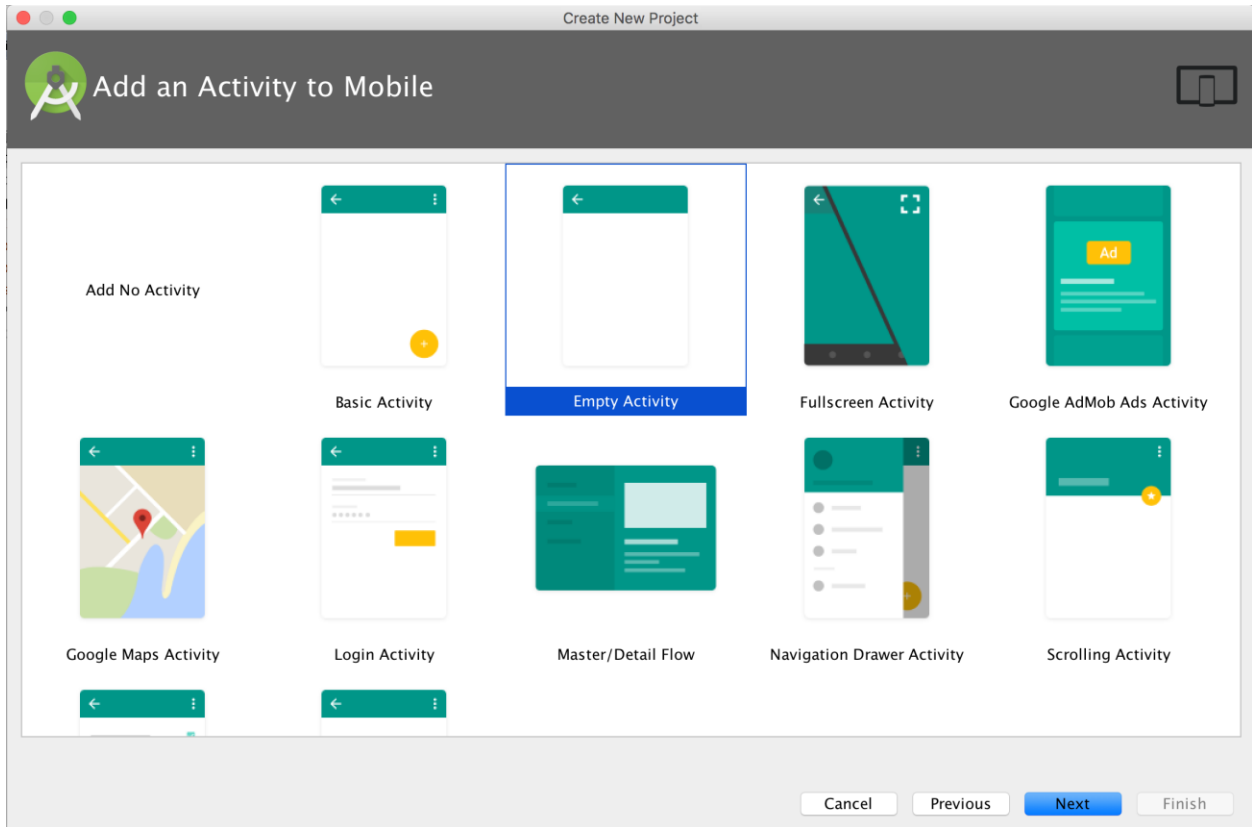 Create New Project
Add an Activity to Mobile
Add No Activity
Basic Activity
Empty Activity
Fullscreen Activity
Ad
Google AdMob Ads Activity
Google Maps Activity
Login Activity
Master/Detail Flow
Navigation Drawer Activity
Scrolling Activity
Cancel
Previous
Next
Finish